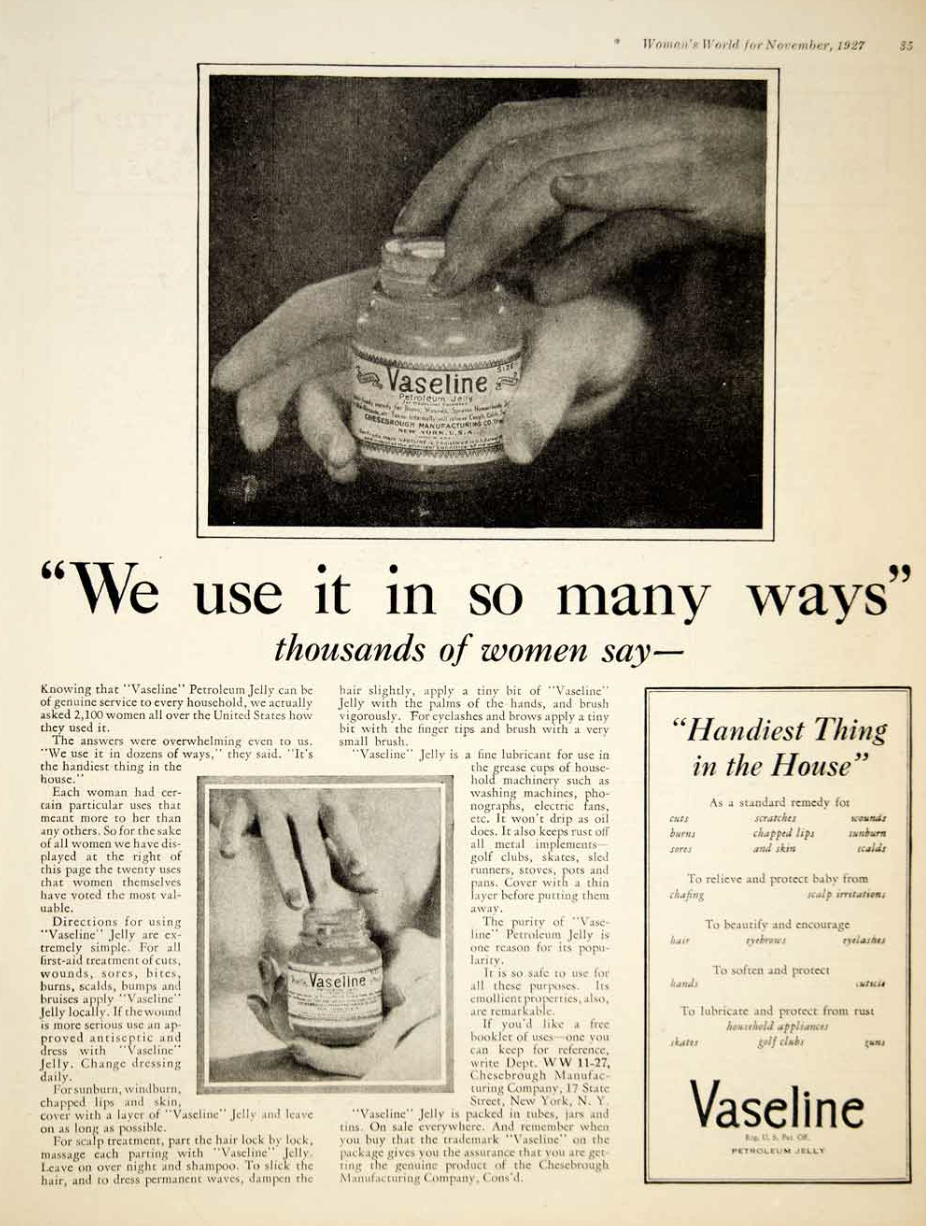 Women's World for November, 1927 35
Vaseline
Petroleum Jelly
CHESEBROUGH MANUFACTURING CO.
NEW YORK, U.S.A.
"We use it in so many ways"
thousands of women say—
Knowing that "Vaseline" Petroleum Jelly can be
of genuine service to every household, we actually
asked 2,100 women all over the United States how
they used it.
The answers were overwhelming even to us.
"We use it in dozens of ways," they said. "It's
the handiest thing in the
house."
Each woman had cer-
tain particular uses that
meant more to her than
any others. So for the sake
of all women we have dis-
played at the right of
this page the twenty uses
that women themselves
have voted the most val-
uable.
Directions for using
"Vaseline" Jelly are ex-
tremely simple. For all
first-aid treatment of cuts,
wounds, sores, bites,
burns, scalds, bumps and
bruises apply "Vaseline"
Jelly locally. If the wound
is more serious use an ap-
proved antiseptic and
dress with "Vaseline"
Jelly. Change dressing
daily.
For sunburn, windburn,
chapped lips and skin,
cover with a layer of "Vaseline" Jelly and leave
on as long as possible.
For scalp treatment, part the hair lock by lock,
massage each parting with "Vaseline" Jelly.
Leave on over night and shampoo. To slick the
hair, and to dress permanent waves, dampen the
Vaseline
hair slightly, apply a tiny bit of "Vaseline"
Jelly with the palms of the hands, and brush
vigorously. For eyelashes and brows apply a tiny
bit with the finger tips and brush with a very
small brush.
"Vaseline" Jelly is a fine lubricant for use in
the grease cups of house-
hold machinery such as
washing machines, pho-
nographs, electric fans,
etc. It won't drip as oil
does. It also keeps rust off
all metal implements—
golf clubs, skates, sled
runners, stoves, pots and
pans. Cover with a thin
layer before putting them
away.
The purity of "Vase-
line" Petroleum Jelly is
one reason for its popu-
larity.
It is so safe to use for
all these purposes. Its
emollient properties, also,
are remarkable.
If you'd like a free
booklet of uses—one you
can keep for reference,
write Dept. WW 11-27,
Chesebrough Manufac-
turing Company, 17 State
Street, New York, N. Y.
"Vaseline" Jelly is packed in tubes, jars and
tins. On sale everywhere. And remember when
you buy that the trademark "Vaseline" on the
package gives you the assurance that you are get-
ting the genuine product of the Chesebrough
Manufacturing Company, Cons'd.
"Handiest Thing
in the House"
As a standard remedy for
cuts scratches wounds
burns chapped lips sunburn
sores and skin scalds
To relieve and protect baby from
chafing scalp irritations
To beautify and encourage
hair eyebrows eyelashes
To soften and protect
hands cuticle
To lubricate and protect from rust
household appliances
skates golf clubs guns
Vaseline
Reg. U. S. Pat. Off.
PETROLEUM JELLY